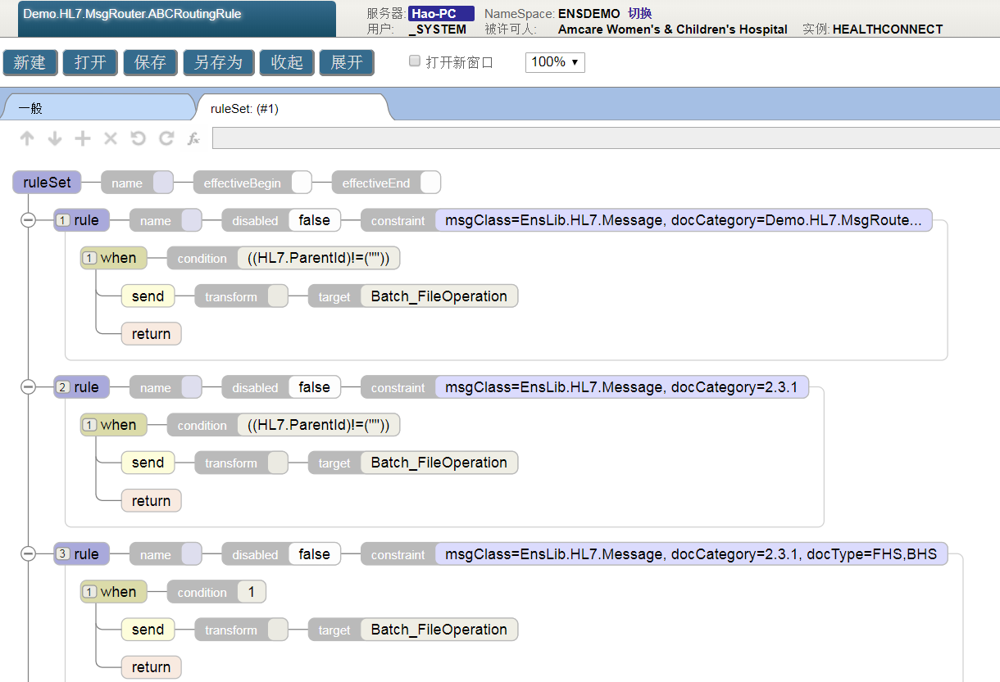 Demo.HL7.MsgRouter.ABCRoutingRule
服务器: Hao-PC NameSpace: ENSDEMO 切换
用户: _SYSTEM 被许可人: Amcare Women's & Children's Hospital 实例: HEALTHCONNECT
新建 打开 保存 另存为 收起 展开 打开新窗口 100%
一般 ruleSet: (#1)
fx
ruleSet name effectiveBegin effectiveEnd
1 rule name disabled false constraint msgClass=EnsLib.HL7.Message, docCategory=Demo.HL7.MsgRoute...
1 when condition ((HL7.ParentId)!=(""))
send transform target Batch_FileOperation
return
2 rule name disabled false constraint msgClass=EnsLib.HL7.Message, docCategory=2.3.1
1 when condition ((HL7.ParentId)!=(""))
send transform target Batch_FileOperation
return
3 rule name disabled false constraint msgClass=EnsLib.HL7.Message, docCategory=2.3.1, docType=FHS,BHS
1 when condition 1
send transform target Batch_FileOperation
return